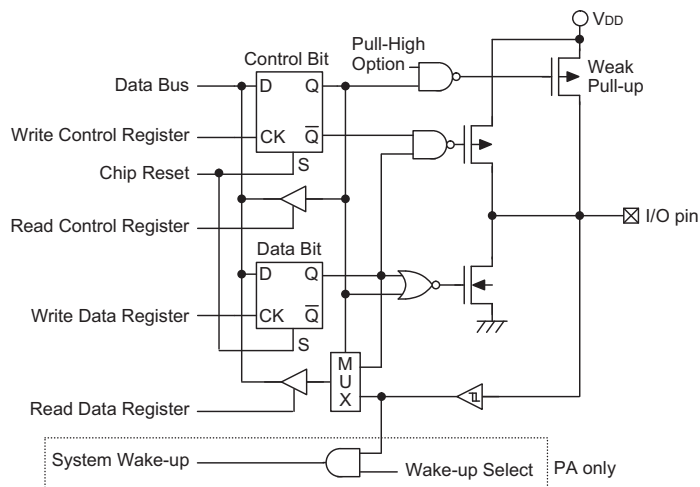 VDD
Control Bit
Pull-High
Option
Weak
Pull-up
Data Bus
D
Q
Write Control Register
CK
Q
Chip Reset
S
Read Control Register
I/O pin
Data Bit
D
Q
Write Data Register
CK
Q
S
M
U
X
Read Data Register
System Wake-up
Wake-up Select
PA only